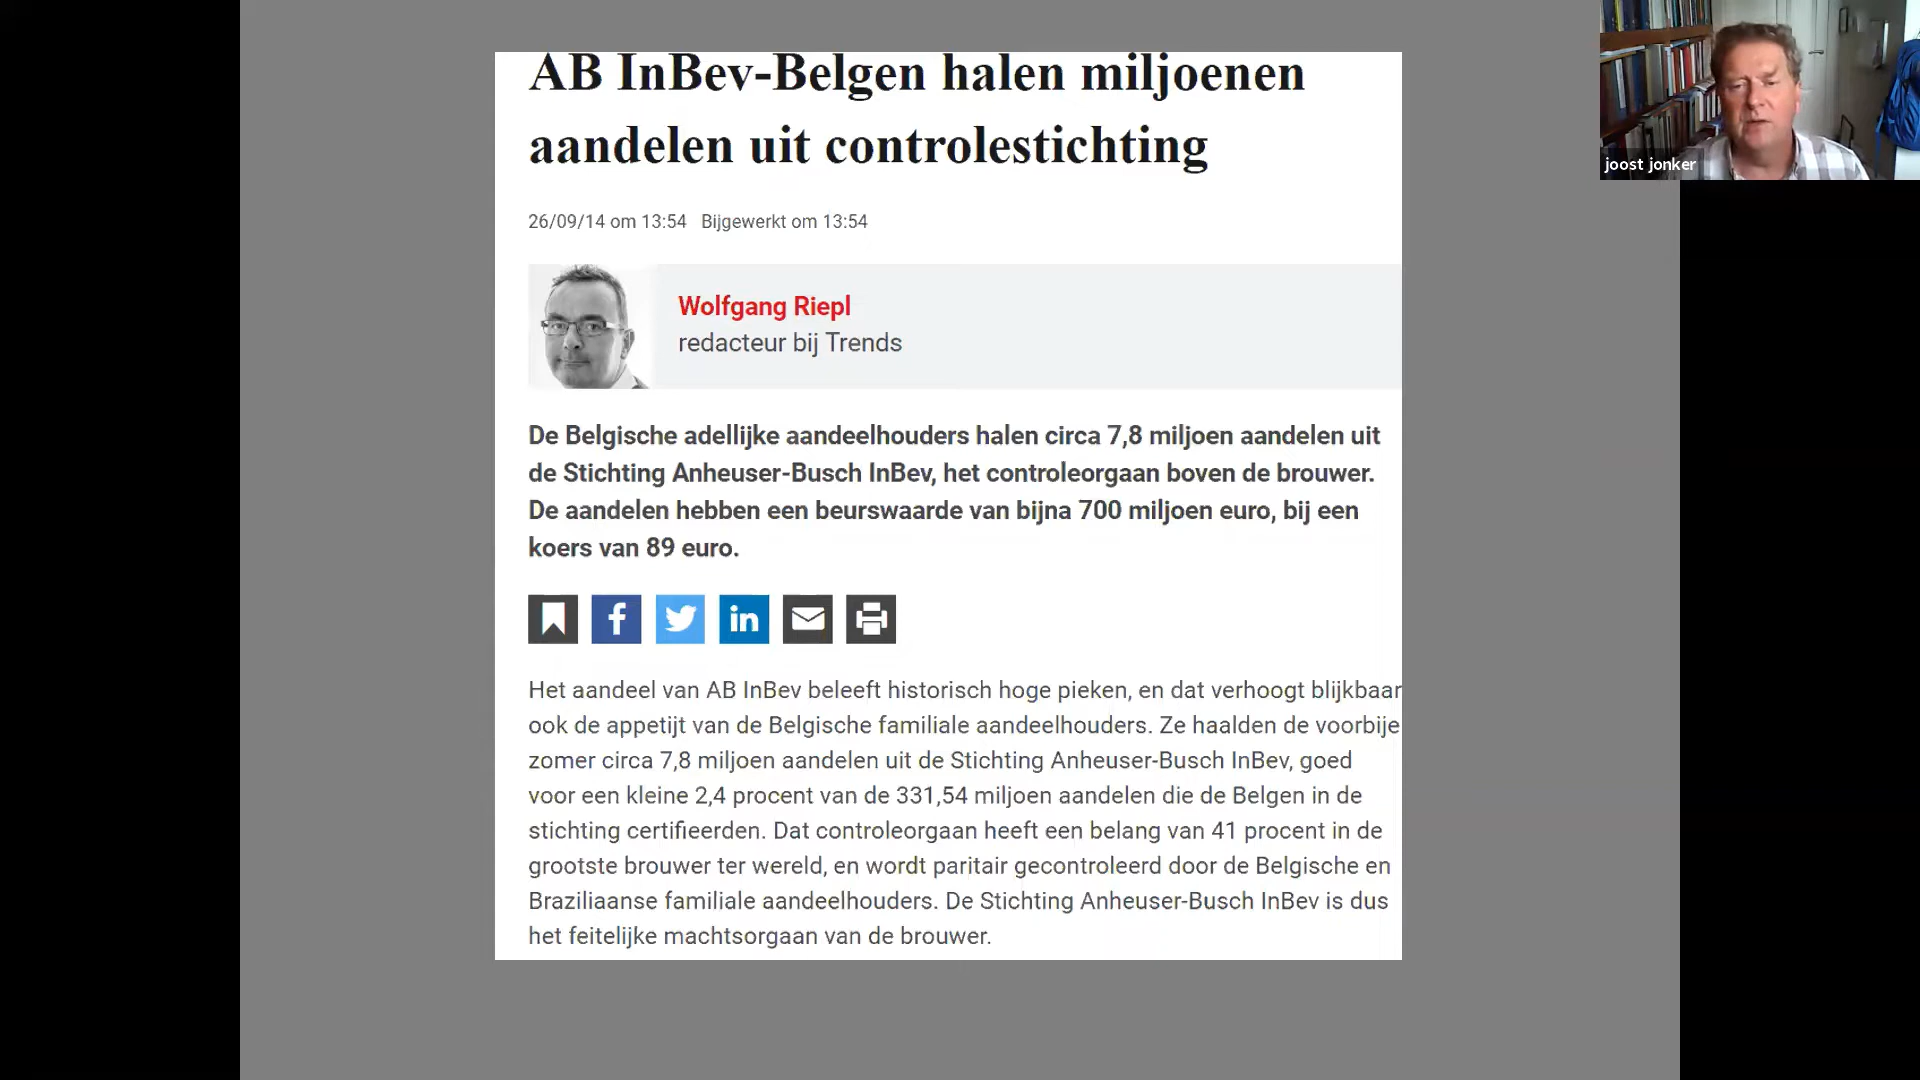 AB InBev-Belgen halen miljoenen
aandelen uit controlestichting
26/09/14 om 13:54 Bijgewerkt om 13:54
Wolfgang Riepl
redacteur bij Trends
De Belgische adellijke aandeelhouders halen circa 7,8 miljoen aandelen uit
de Stichting Anheuser-Busch InBev, het controleorgaan boven de brouwer.
De aandelen hebben een beurswaarde van bijna 700 miljoen euro, bij een
koers van 89 euro.
Het aandeel van AB InBev beleeft historisch hoge pieken, en dat verhoogt blijkbaar
ook de appetijt van de Belgische familiale aandeelhouders. Ze haalden de voorbije
zomer circa 7,8 miljoen aandelen uit de Stichting Anheuser-Busch InBev, goed
voor een kleine 2,4 procent van de 331,54 miljoen aandelen die de Belgen in de
stichting certifieerden. Dat controleorgaan heeft een belang van 41 procent in de
grootste brouwer ter wereld, en wordt paritair gecontroleerd door de Belgische en
Braziliaanse familiale aandeelhouders. De Stichting Anheuser-Busch InBev is dus
het feitelijke machtsorgaan van de brouwer.
joost jonker